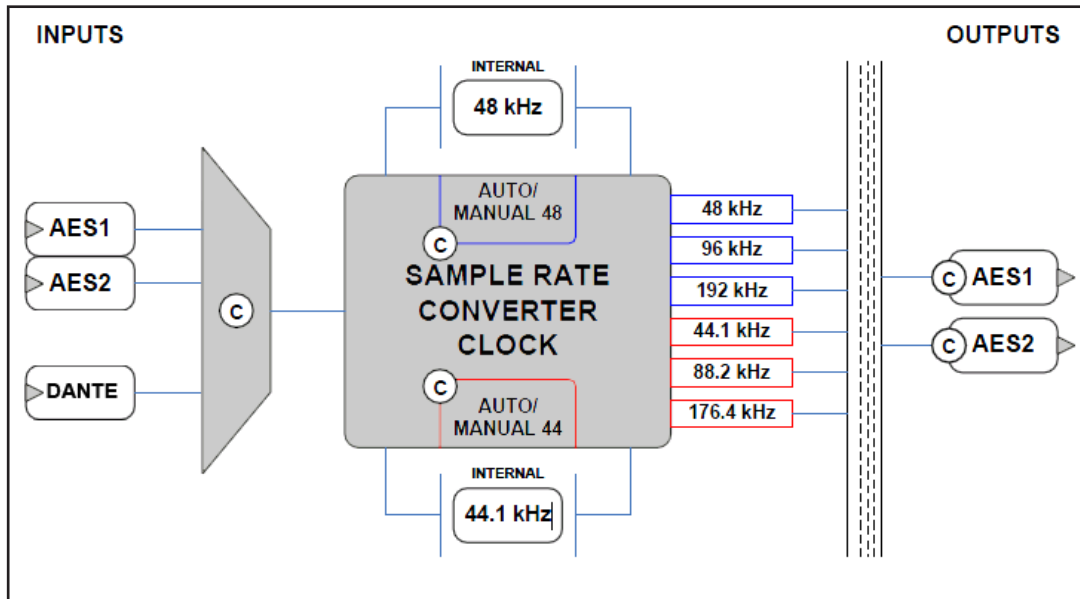 INPUTS
OUTPUTS
INTERNAL
48 kHz
AES1
AES2
DANTE
C
AUTO/
MANUAL 48
C
SAMPLE RATE
CONVERTER
CLOCK
C
AUTO/
MANUAL 44
INTERNAL
44.1 kHz
48 kHz
96 kHz
192 kHz
44.1 kHz
88.2 kHz
176.4 kHz
C AES1
C AES2